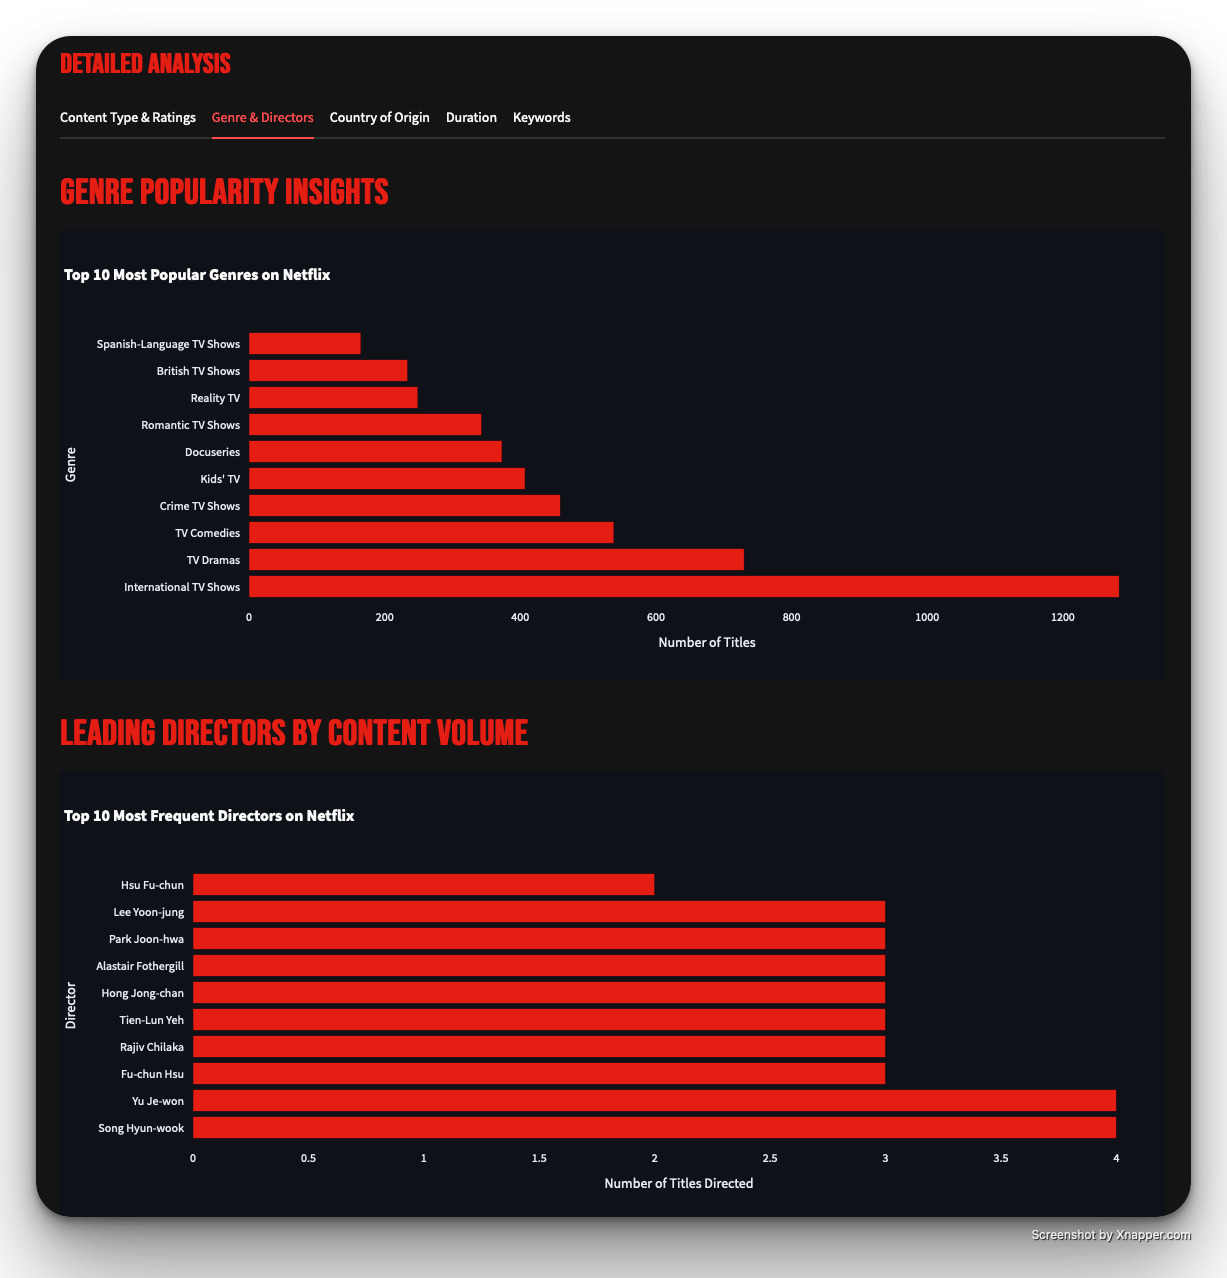 DETAILED ANALYSIS
Content Type & Ratings Genre & Directors Country of Origin Duration Keywords
GENRE POPULARITY INSIGHTS
Top 10 Most Popular Genres on Netflix
Spanish-Language TV Shows
British TV Shows
Reality TV
Romantic TV Shows
Docuseries
Kids' TV
Crime TV Shows
TV Comedies
TV Dramas
International TV Shows
Genre
0 200 400 600 800 1000 1200
Number of Titles
LEADING DIRECTORS BY CONTENT VOLUME
Top 10 Most Frequent Directors on Netflix
Hsu Fu-chun
Lee Yoon-jung
Park Joon-hwa
Alastair Fothergill
Hong Jong-chan
Tien-Lun Yeh
Rajiv Chilaka
Fu-chun Hsu
Yu Je-won
Song Hyun-wook
Director
0 0.5 1 1.5 2 2.5 3 3.5 4
Number of Titles Directed
Screenshot by Xnapper.com